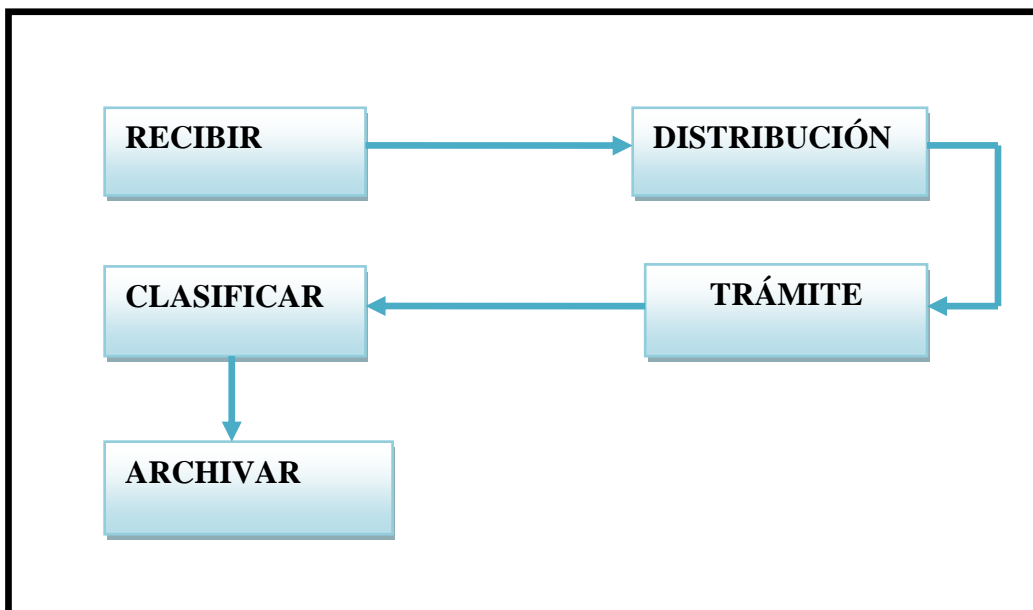 RECIBIR
DISTRIBUCIÓN
TRÁMITE
CLASIFICAR
ARCHIVAR